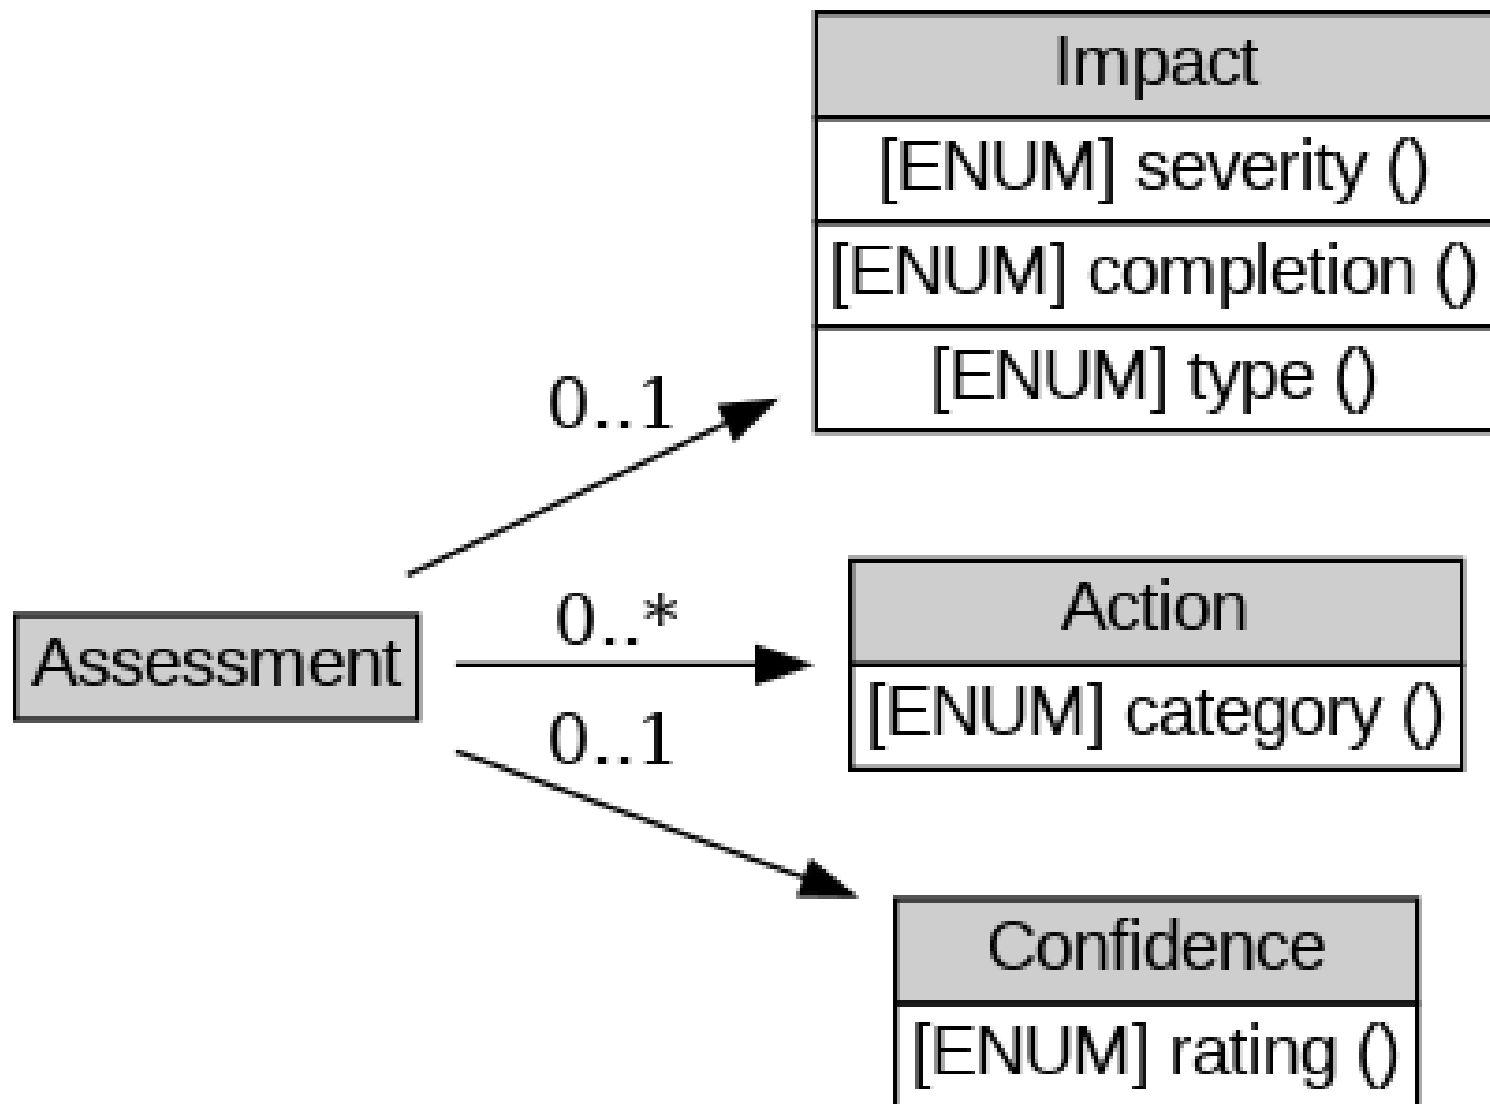 Impact
[ENUM] severity ()
[ENUM] completion ()
[ENUM] type ()
0..1
Assessment
0..*
0..1
Action
[ENUM] category ()
Confidence
[ENUM] rating ()